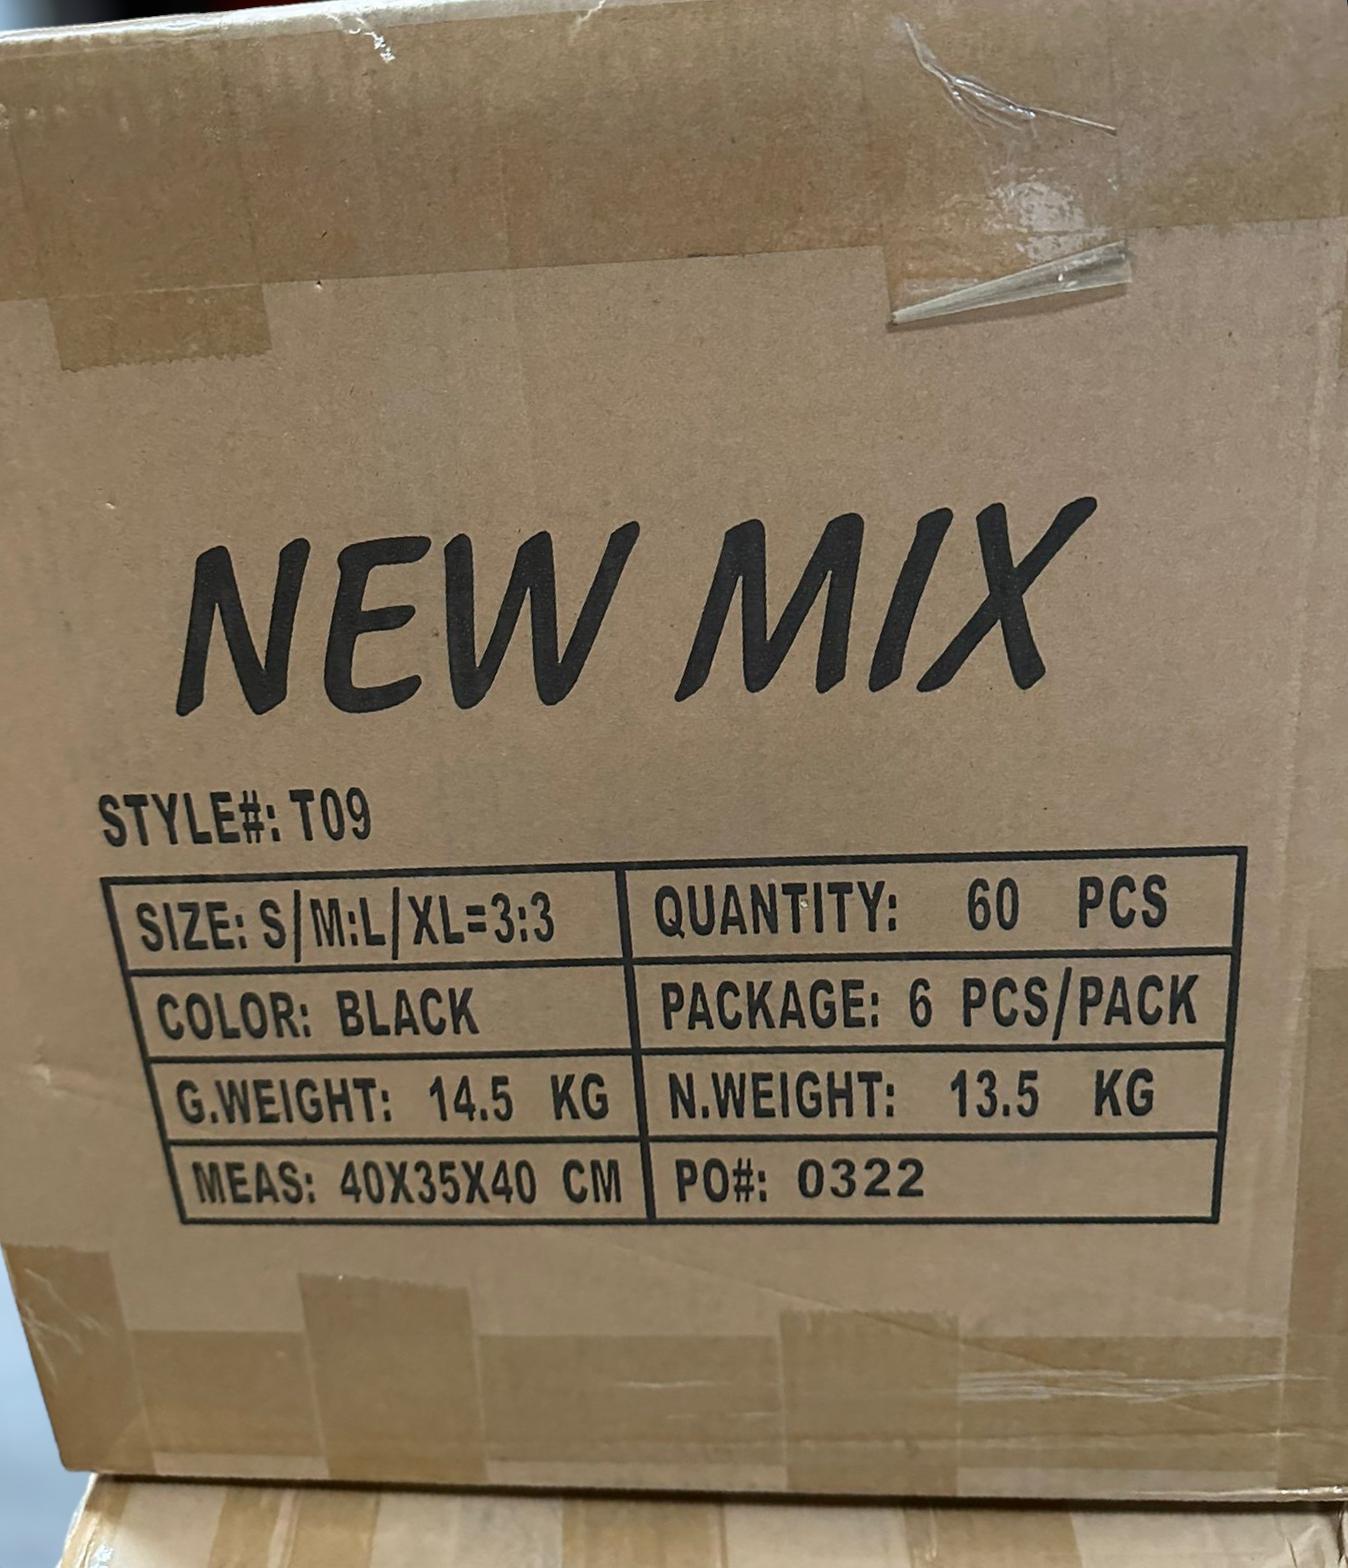 NEW MIX
STYLE#: T09
SIZE: S/M:L/XL=3:3 QUANTITY: 60 PCS
COLOR: BLACK PACKAGE: 6 PCS/PACK
G.WEIGHT: 14.5 KG N.WEIGHT: 13.5 KG
MEAS: 40X35X40 CM PO#: 0322